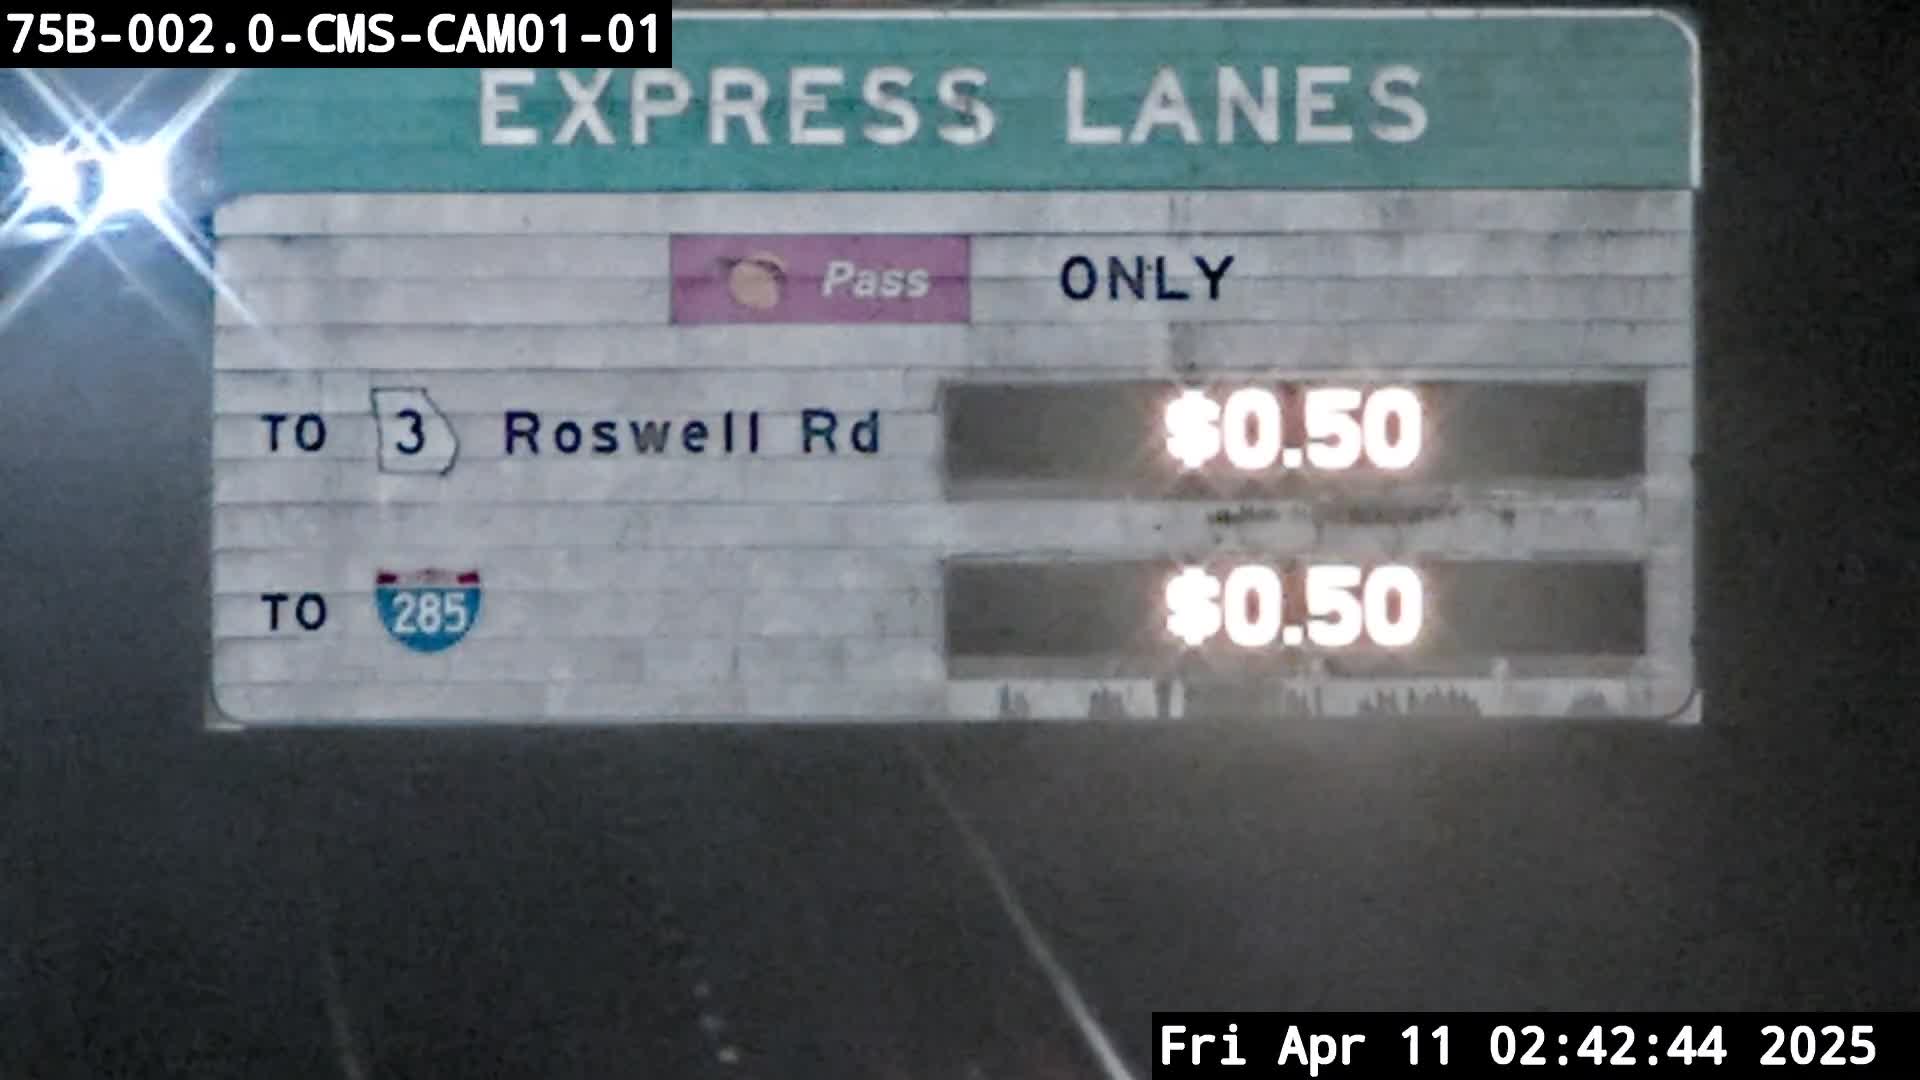 75B-002.0-CMS-CAM01-01
EXPRESS LANES
Pass ONLY
TO 3 Roswell Rd $0.50
TO 285 $0.50
Fri Apr 11 02:42:44 2025